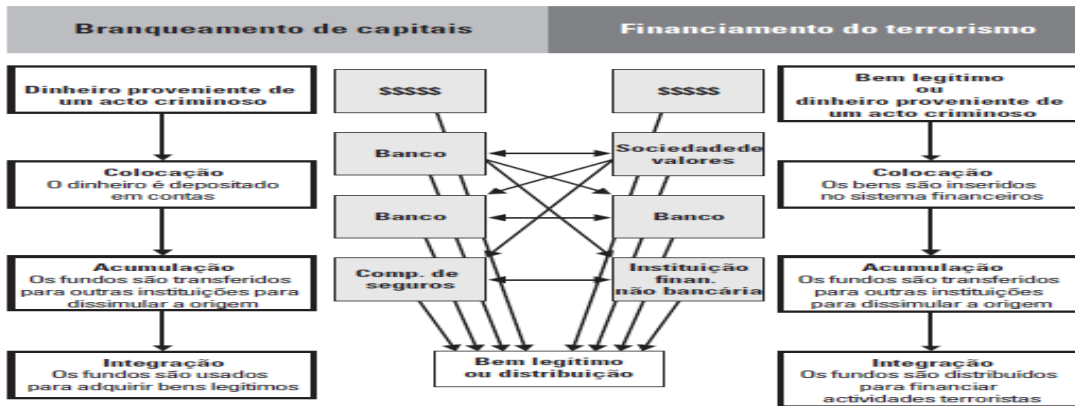 Branqueamento de capitais
Financiamento do terrorismo
Dinheiro proveniente de
um acto criminoso
Colocação
O dinheiro é depositado
em contas
Acumulação
Os fundos são transferidos
para outras instituições para
dissimular a origem
Integração
Os fundos são usados
para adquirir bens legítimos
$$$$$
Banco
Banco
Comp. de
seguros
$$$$$
Sociedadede
valores
Banco
Instituição
finan.
não bancária
Bem legítimo
ou distribuição
Bem legítimo
ou
dinheiro proveniente de
um acto criminoso
Colocação
Os bens são inseridos
no sistema financeiros
Acumulação
Os fundos são transferidos
para outras instituições
para dissimular a origem
Integração
Os fundos são distribuídos
para financiar
actividades terroristas